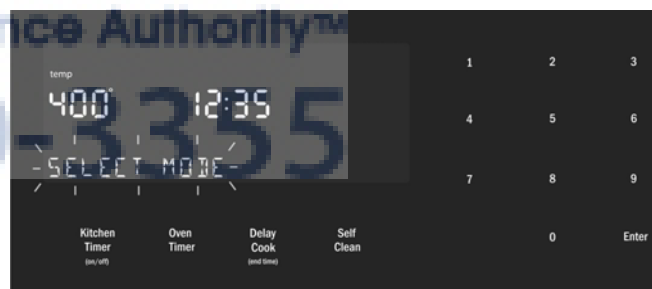 nce Authority™
temp
400° 12:35
-3355
SELECT MODE
1 2 3
4 5 6
7 8 9
0 Enter
Kitchen Timer (on/off)
Oven Timer
Delay Cook (end time)
Self Clean